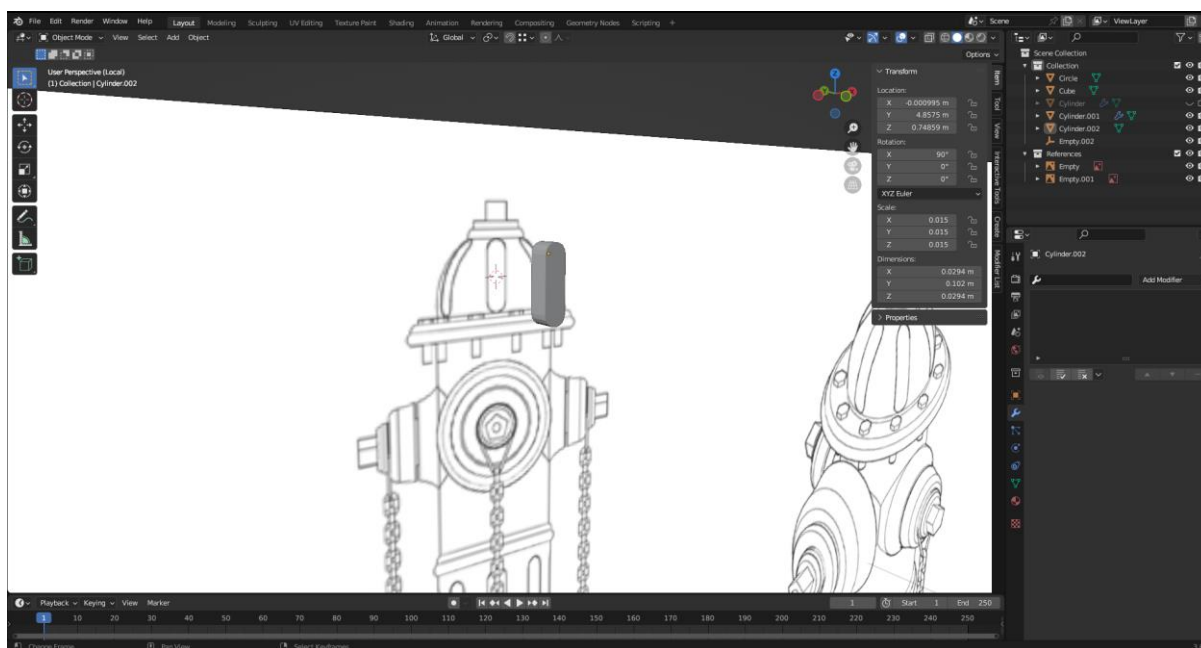 File Edit Render Window Help Layout Modeling Sculpting UV Editing Texture Paint Shading Animation Rendering Compositing Geometry Nodes Scripting + Scene ViewLayer
Object Mode View Select Add Object Global
Options
User Perspective (Local)
(1) Collection | Cylinder.002
Z
Y
X
Transform
Location:
X -0.000995 m
Y 4.8575 m
Z 0.74859 m
Rotation:
X 90°
Y 0°
Z 0°
XYZ Euler
Scale:
X 0.015
Y 0.015
Z 0.015
Dimensions:
X 0.0294 m
Y 0.102 m
Z 0.0294 m
Properties
Item
Tool
View
Interactive Tools
Create
Modifier List
Scene Collection
Collection
Circle
Cube
Cylinder
Cylinder.001
Cylinder.002
Empty.002
References
Empty
Empty.001
Cylinder.002
Add Modifier
Playback Keying View Marker 1 Start 1 End 250
1 10 20 30 40 50 60 70 80 90 100 110 120 130 140 150 160 170 180 190 200 210 220 230 240 250
Change Frame Pan View Select Keyframes